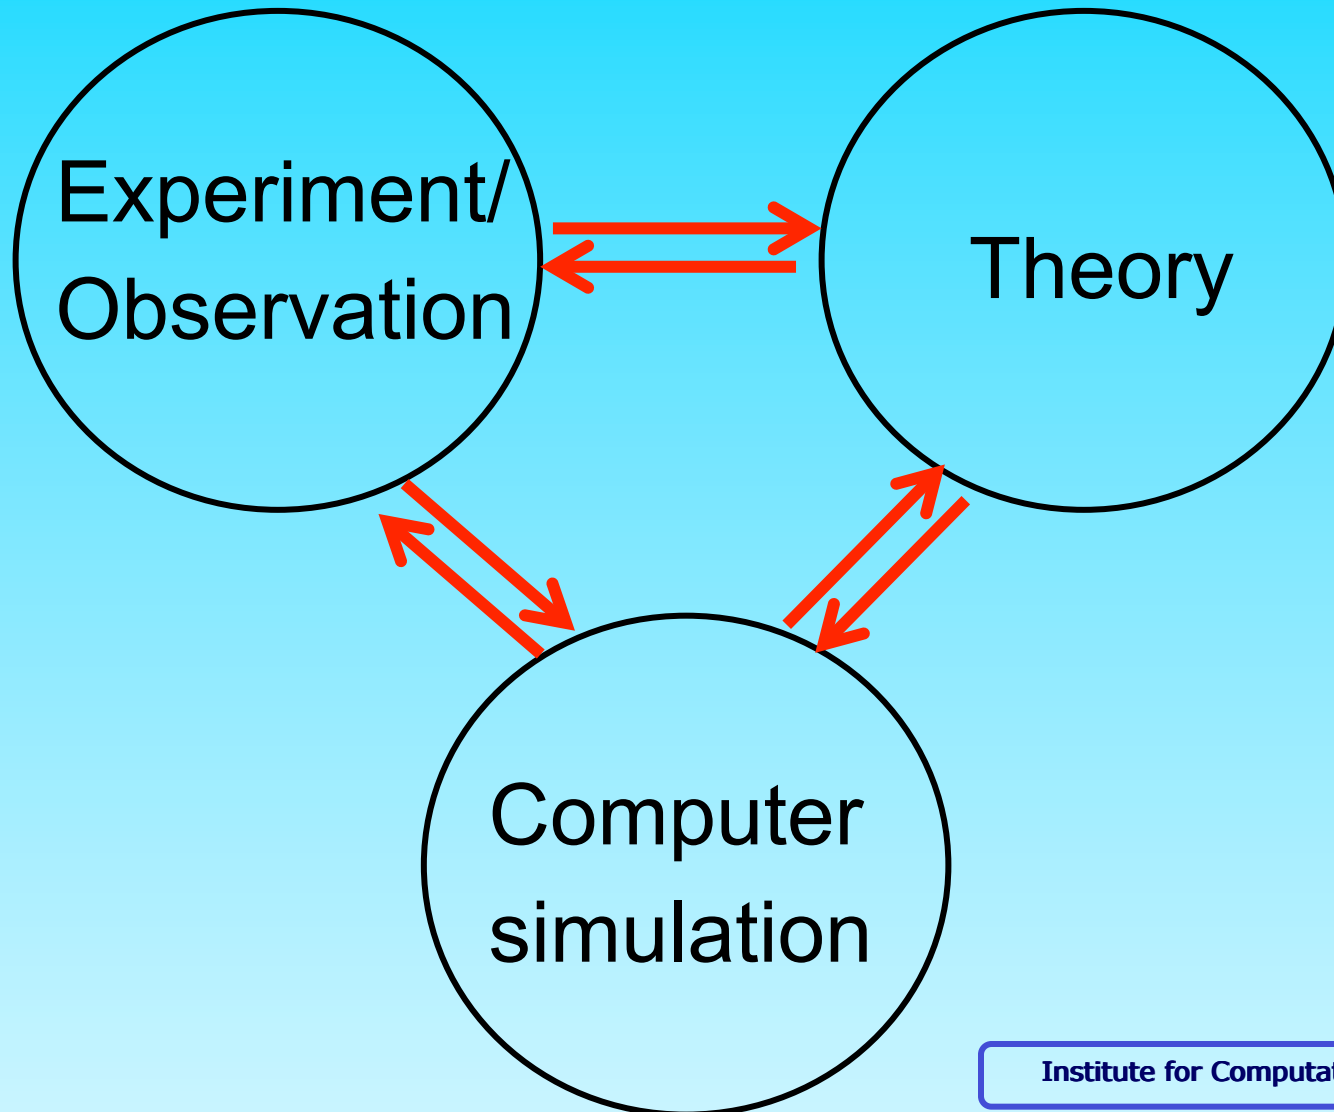 Experiment/
Observation
Theory
Computer
simulation
Institute for